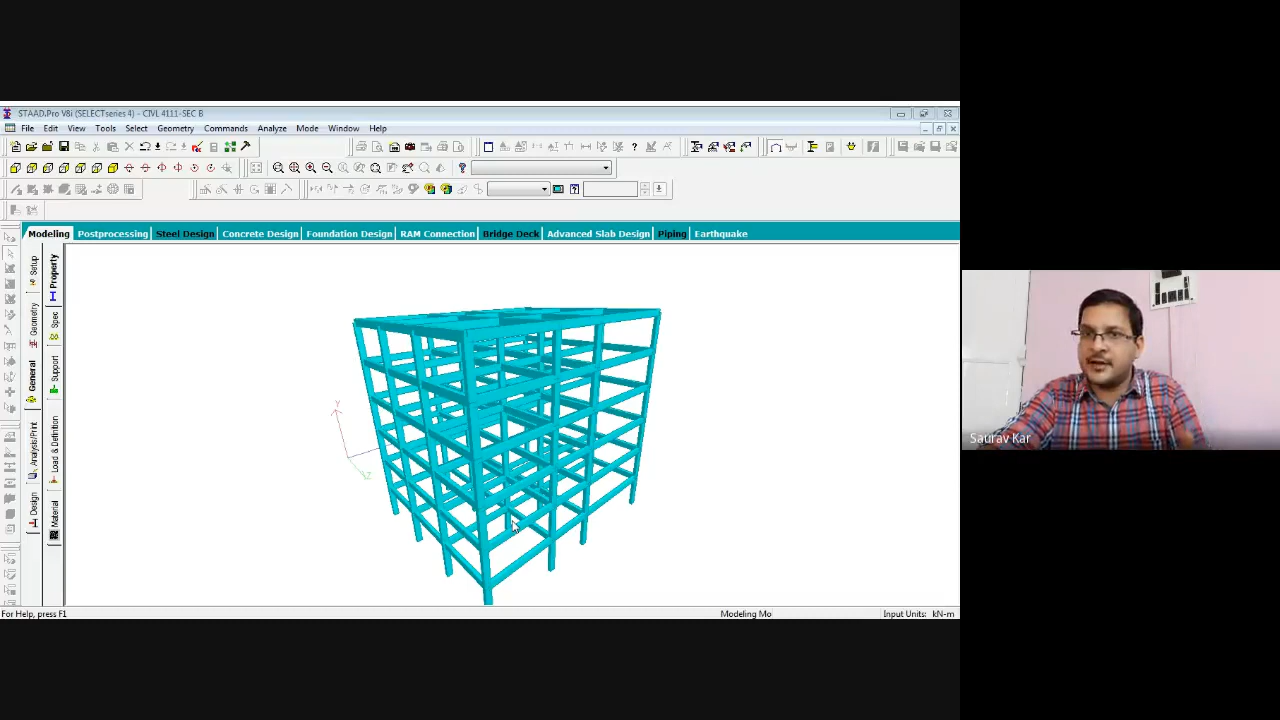 STAAD.Pro V8i (SELECTseries 4) - CIVL 4111-SEC B
File Edit View Tools Select Geometry Commands Analyze Mode Window Help
Modeling Postprocessing Steel Design Concrete Design Foundation Design RAM Connection Bridge Deck Advanced Slab Design Piping Earthquake
Setup
Geometry
General
Analysis/Print
Design
Property
Spec
Support
Load & Definition
Material
Y
Z
Saurav Kar
For Help, press F1
Modeling Mo
Input Units: kN-m